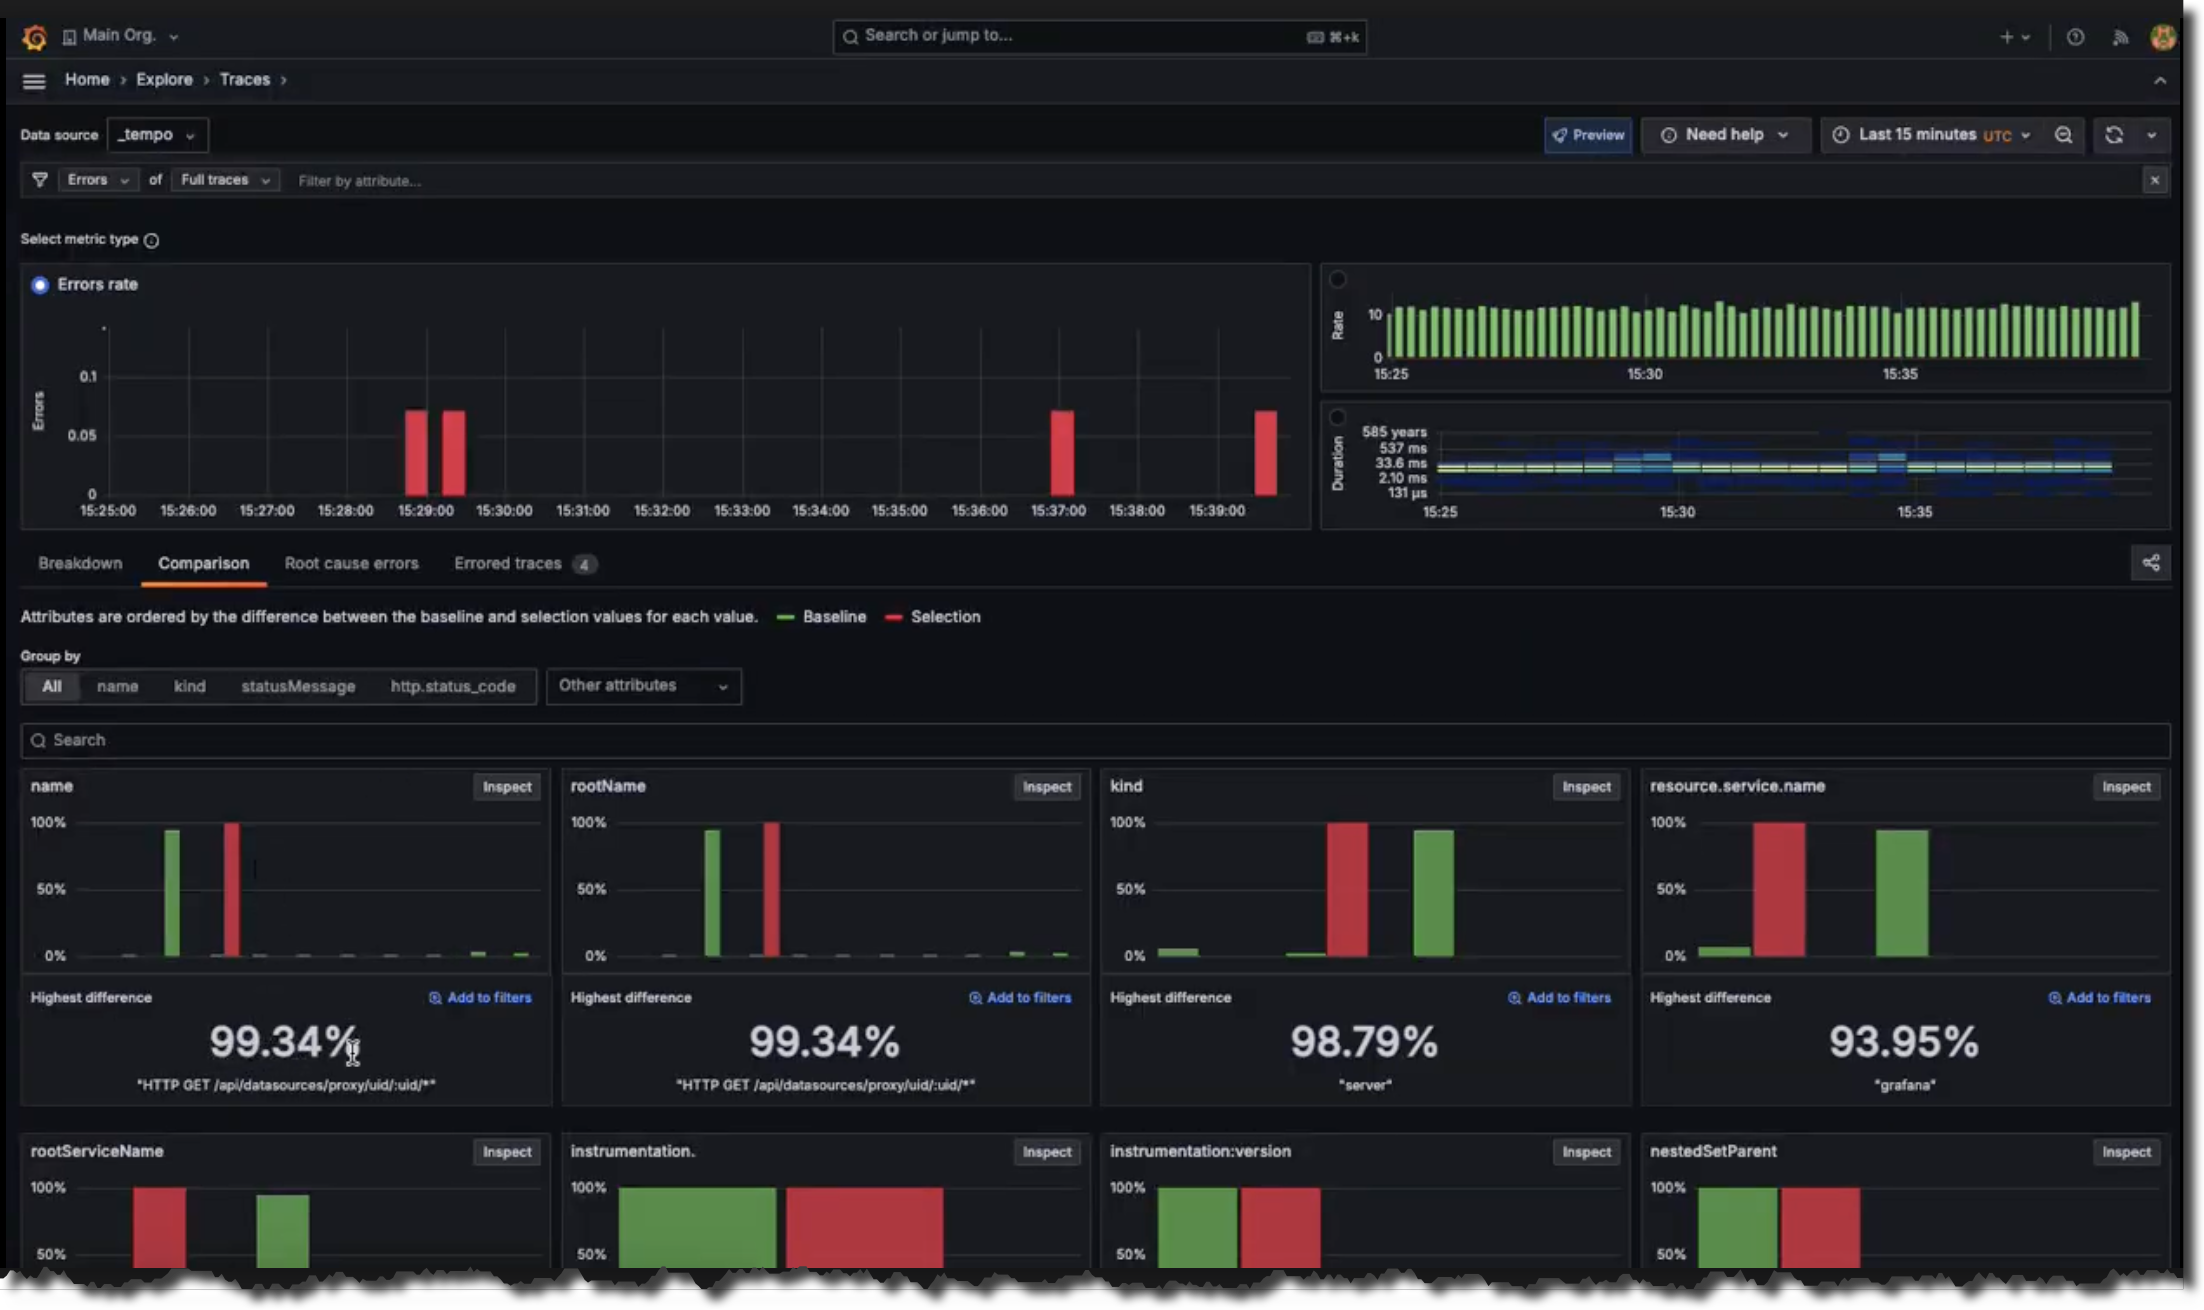 Main Org.
Search or jump to...
⌘+k
Home › Explore › Traces ›
Data source _tempo
Preview
Need help
Last 15 minutes UTC
Errors of Full traces Filter by attribute...
Select metric type
Errors rate
Errors
0.1
0.05
0
15:25:00 15:26:00 15:27:00 15:28:00 15:29:00 15:30:00 15:31:00 15:32:00 15:33:00 15:34:00 15:35:00 15:36:00 15:37:00 15:38:00 15:39:00
Rate
10
0
15:25 15:30 15:35
Duration
585 years
537 ms
33.6 ms
2.10 ms
131 µs
15:25 15:30 15:35
Breakdown Comparison Root cause errors Errored traces 4
Attributes are ordered by the difference between the baseline and selection values for each value. Baseline Selection
Group by
All name kind statusMessage http.status_code Other attributes
Search
name Inspect
100%
50%
0%
Highest difference Add to filters
99.34%
"HTTP GET /api/datasources/proxy/uid/:uid/*"
rootName Inspect
100%
50%
0%
Highest difference Add to filters
99.34%
"HTTP GET /api/datasources/proxy/uid/:uid/*"
kind Inspect
100%
50%
0%
Highest difference Add to filters
98.79%
"server"
resource.service.name Inspect
100%
50%
0%
Highest difference Add to filters
93.95%
"grafana"
rootServiceName Inspect
100%
50%
instrumentation. Inspect
100%
50%
instrumentation:version Inspect
100%
50%
nestedSetParent Inspect
100%
50%